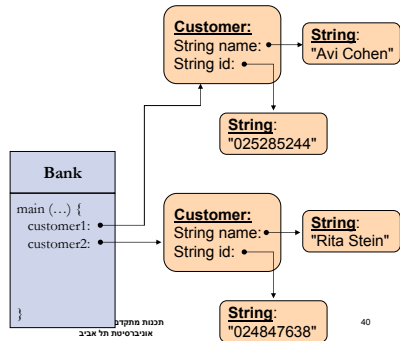 Customer:
String name:
String id:
String:
"Avi Cohen"
String:
"025285244"
Bank
main (…) {
customer1:
customer2:
}
Customer:
String name:
String id:
String:
"Rita Stein"
String:
"024847638"
תכנות מתקדם
אוניברסיטת תל אביב
40